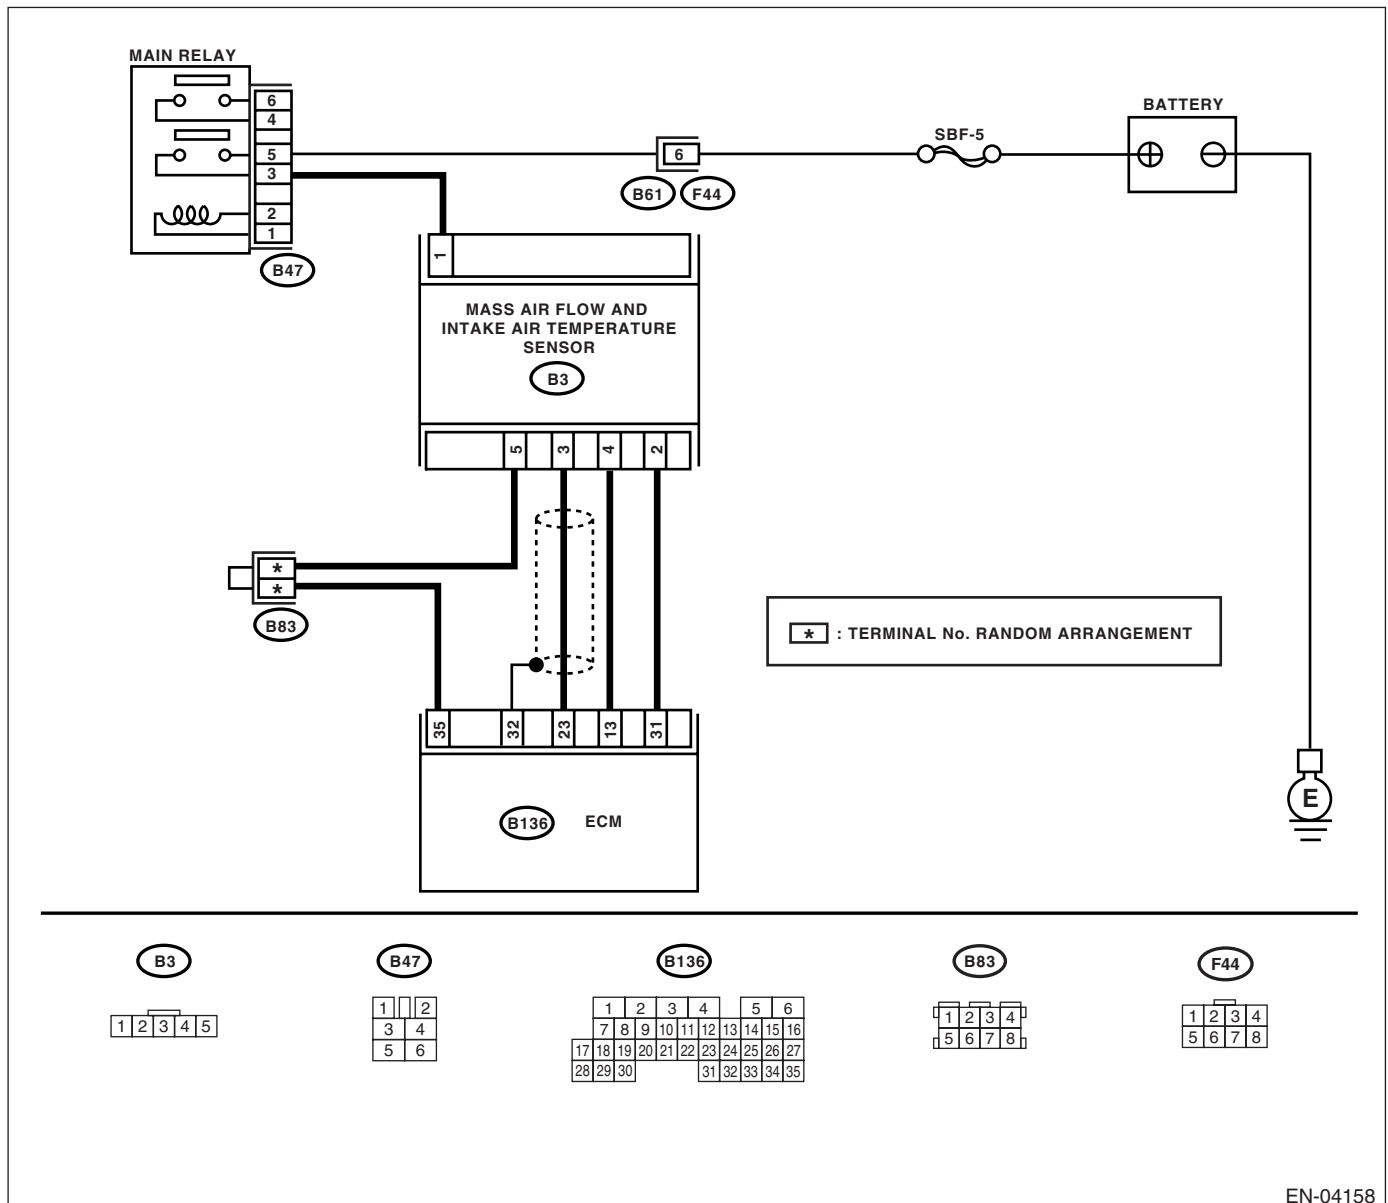 MAIN RELAY
6
4
5
3
2
1
B47
6
B61 F44
SBF-5
BATTERY
1
MASS AIR FLOW AND
INTAKE AIR TEMPERATURE
SENSOR
B3
5 3 4 2
*
*
B83
* : TERMINAL No. RANDOM ARRANGEMENT
35 32 23 13 31
B136 ECM
E
B3
1 2 3 4 5
B47
1 2
3 4
5 6
B136
1 2 3 4 5 6
7 8 9 10 11 12 13 14 15 16
17 18 19 20 21 22 23 24 25 26 27
28 29 30 31 32 33 34 35
B83
1 2 3 4
5 6 7 8
F44
1 2 3 4
5 6 7 8
EN-04158